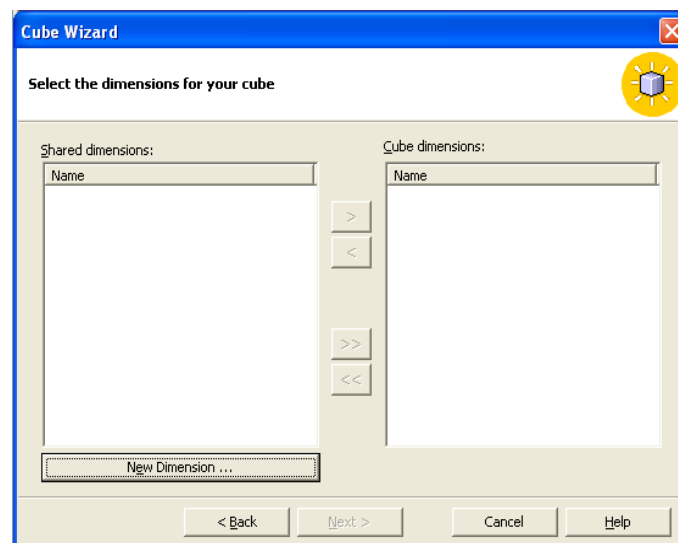 Cube Wizard
Select the dimensions for your cube
Shared dimensions:
Cube dimensions:
Name
Name
>
<
>>
<<
New Dimension ...
< Back
Next >
Cancel
Help